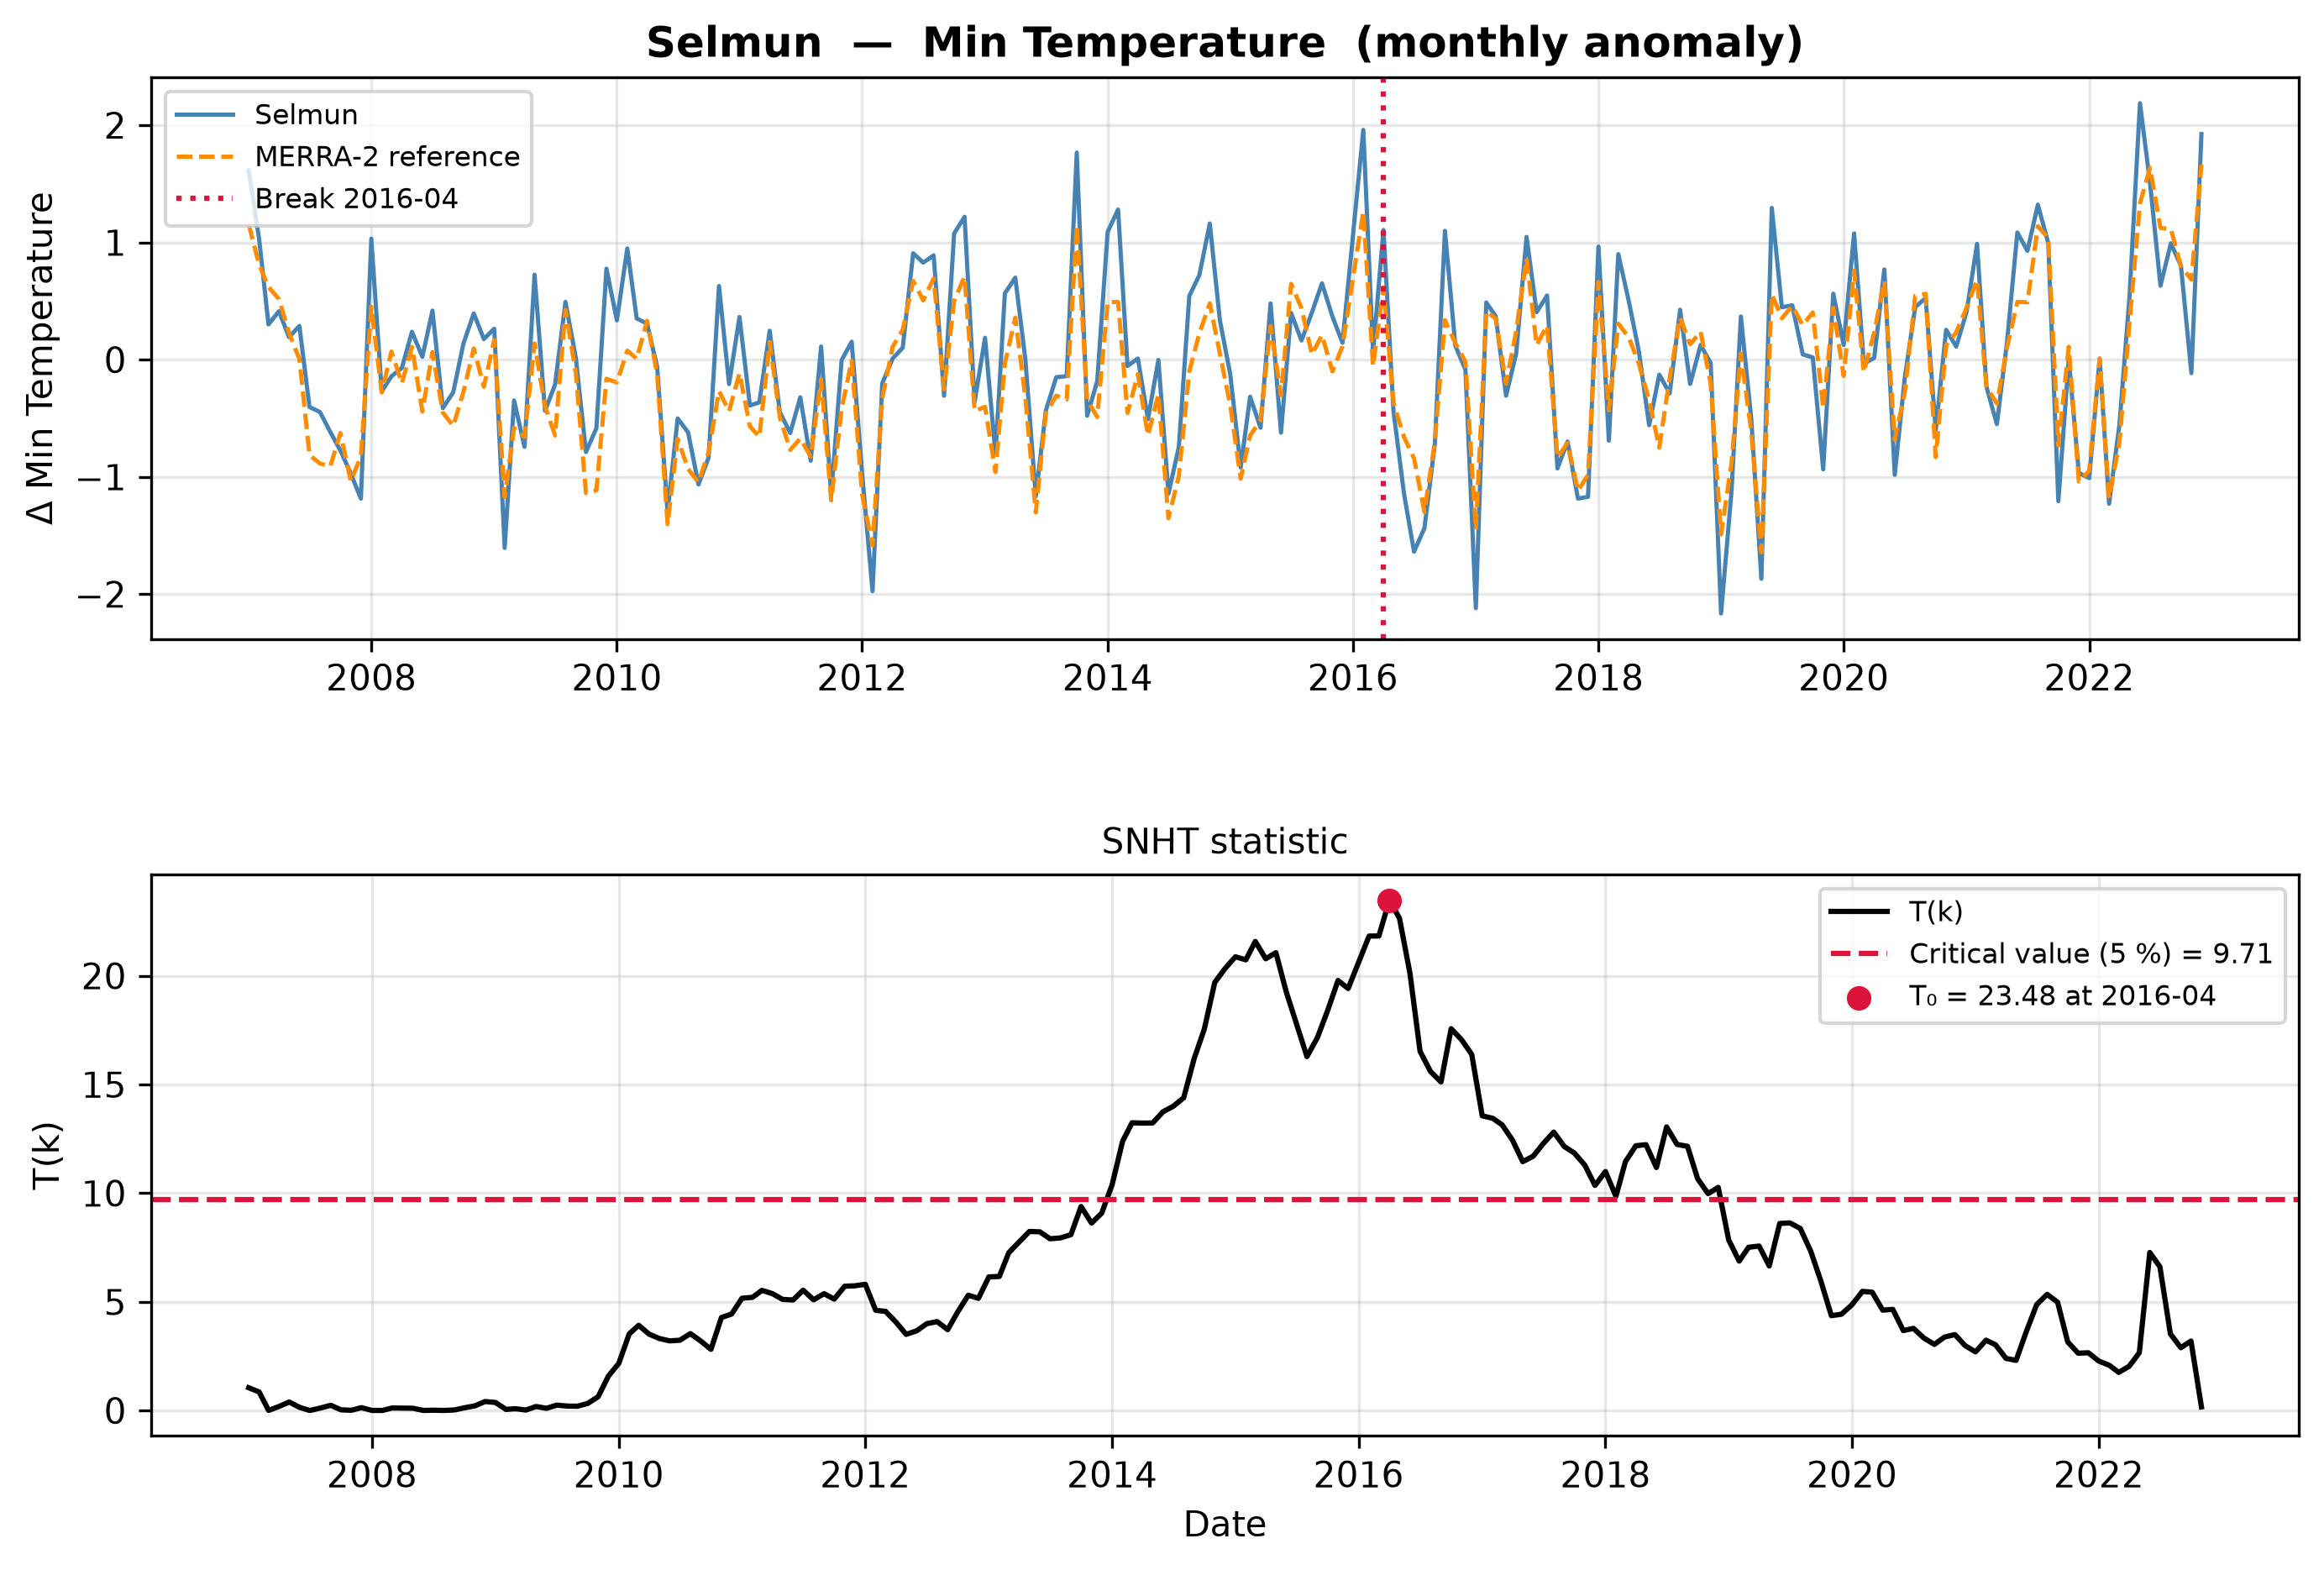 Selmun — Min Temperature (monthly anomaly)
Selmun
MERRA-2 reference
Break 2016-04
Δ Min Temperature
2
1
0
−1
−2
2008 2010 2012 2014 2016 2018 2020 2022
SNHT statistic
T(k)
Critical value (5 %) = 9.71
T₀ = 23.48 at 2016-04
T(k)
20
15
10
5
0
2008 2010 2012 2014 2016 2018 2020 2022
Date